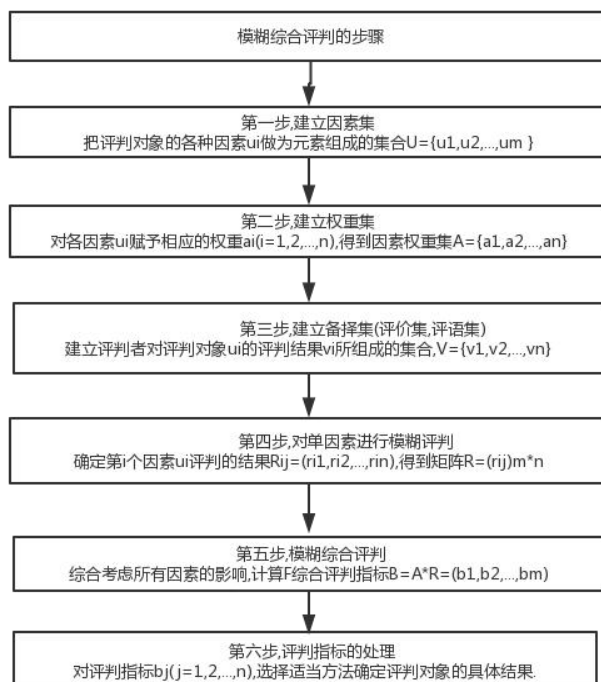 模糊综合评判的步骤
第一步,建立因素集
把评判对象的各种因素ui做为元素组成的集合U={u1,u2,...,um }
第二步,建立权重集
对各因素ui赋予相应的权重ai(i=1,2,...,n),得到因素权重集A={a1,a2,...,an}
第三步,建立备择集(评价集,评语集)
建立评判者对评判对象ui的评判结果vi所组成的集合,V={v1,v2,...,vn}
第四步,对单因素进行模糊评判
确定第i个因素ui评判的结果Rij=(ri1,ri2,...,rin),得到矩阵R=(rij)m*n
第五步,模糊综合评判
综合考虑所有因素的影响,计算F综合评判指标B=A*R=(b1,b2,...,bm)
第六步,评判指标的处理
对评判指标bj(j=1,2,...,n),选择适当方法确定评判对象的具体结果.